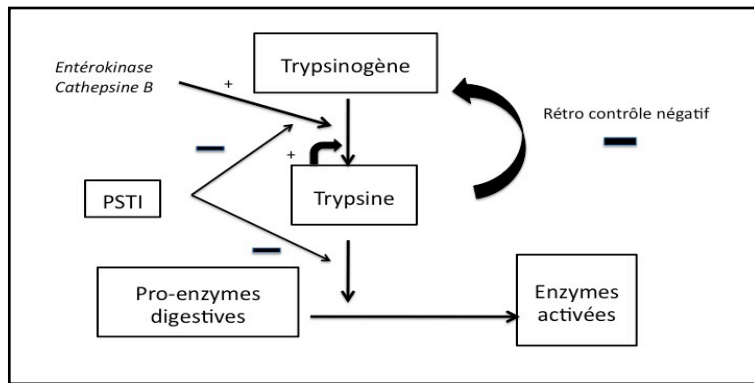 Trypsinogène
Entérokinase
Cathepsine B
+
Rétro contrôle négatif
+
PSTI
Trypsine
Pro-enzymes
digestives
Enzymes
activées